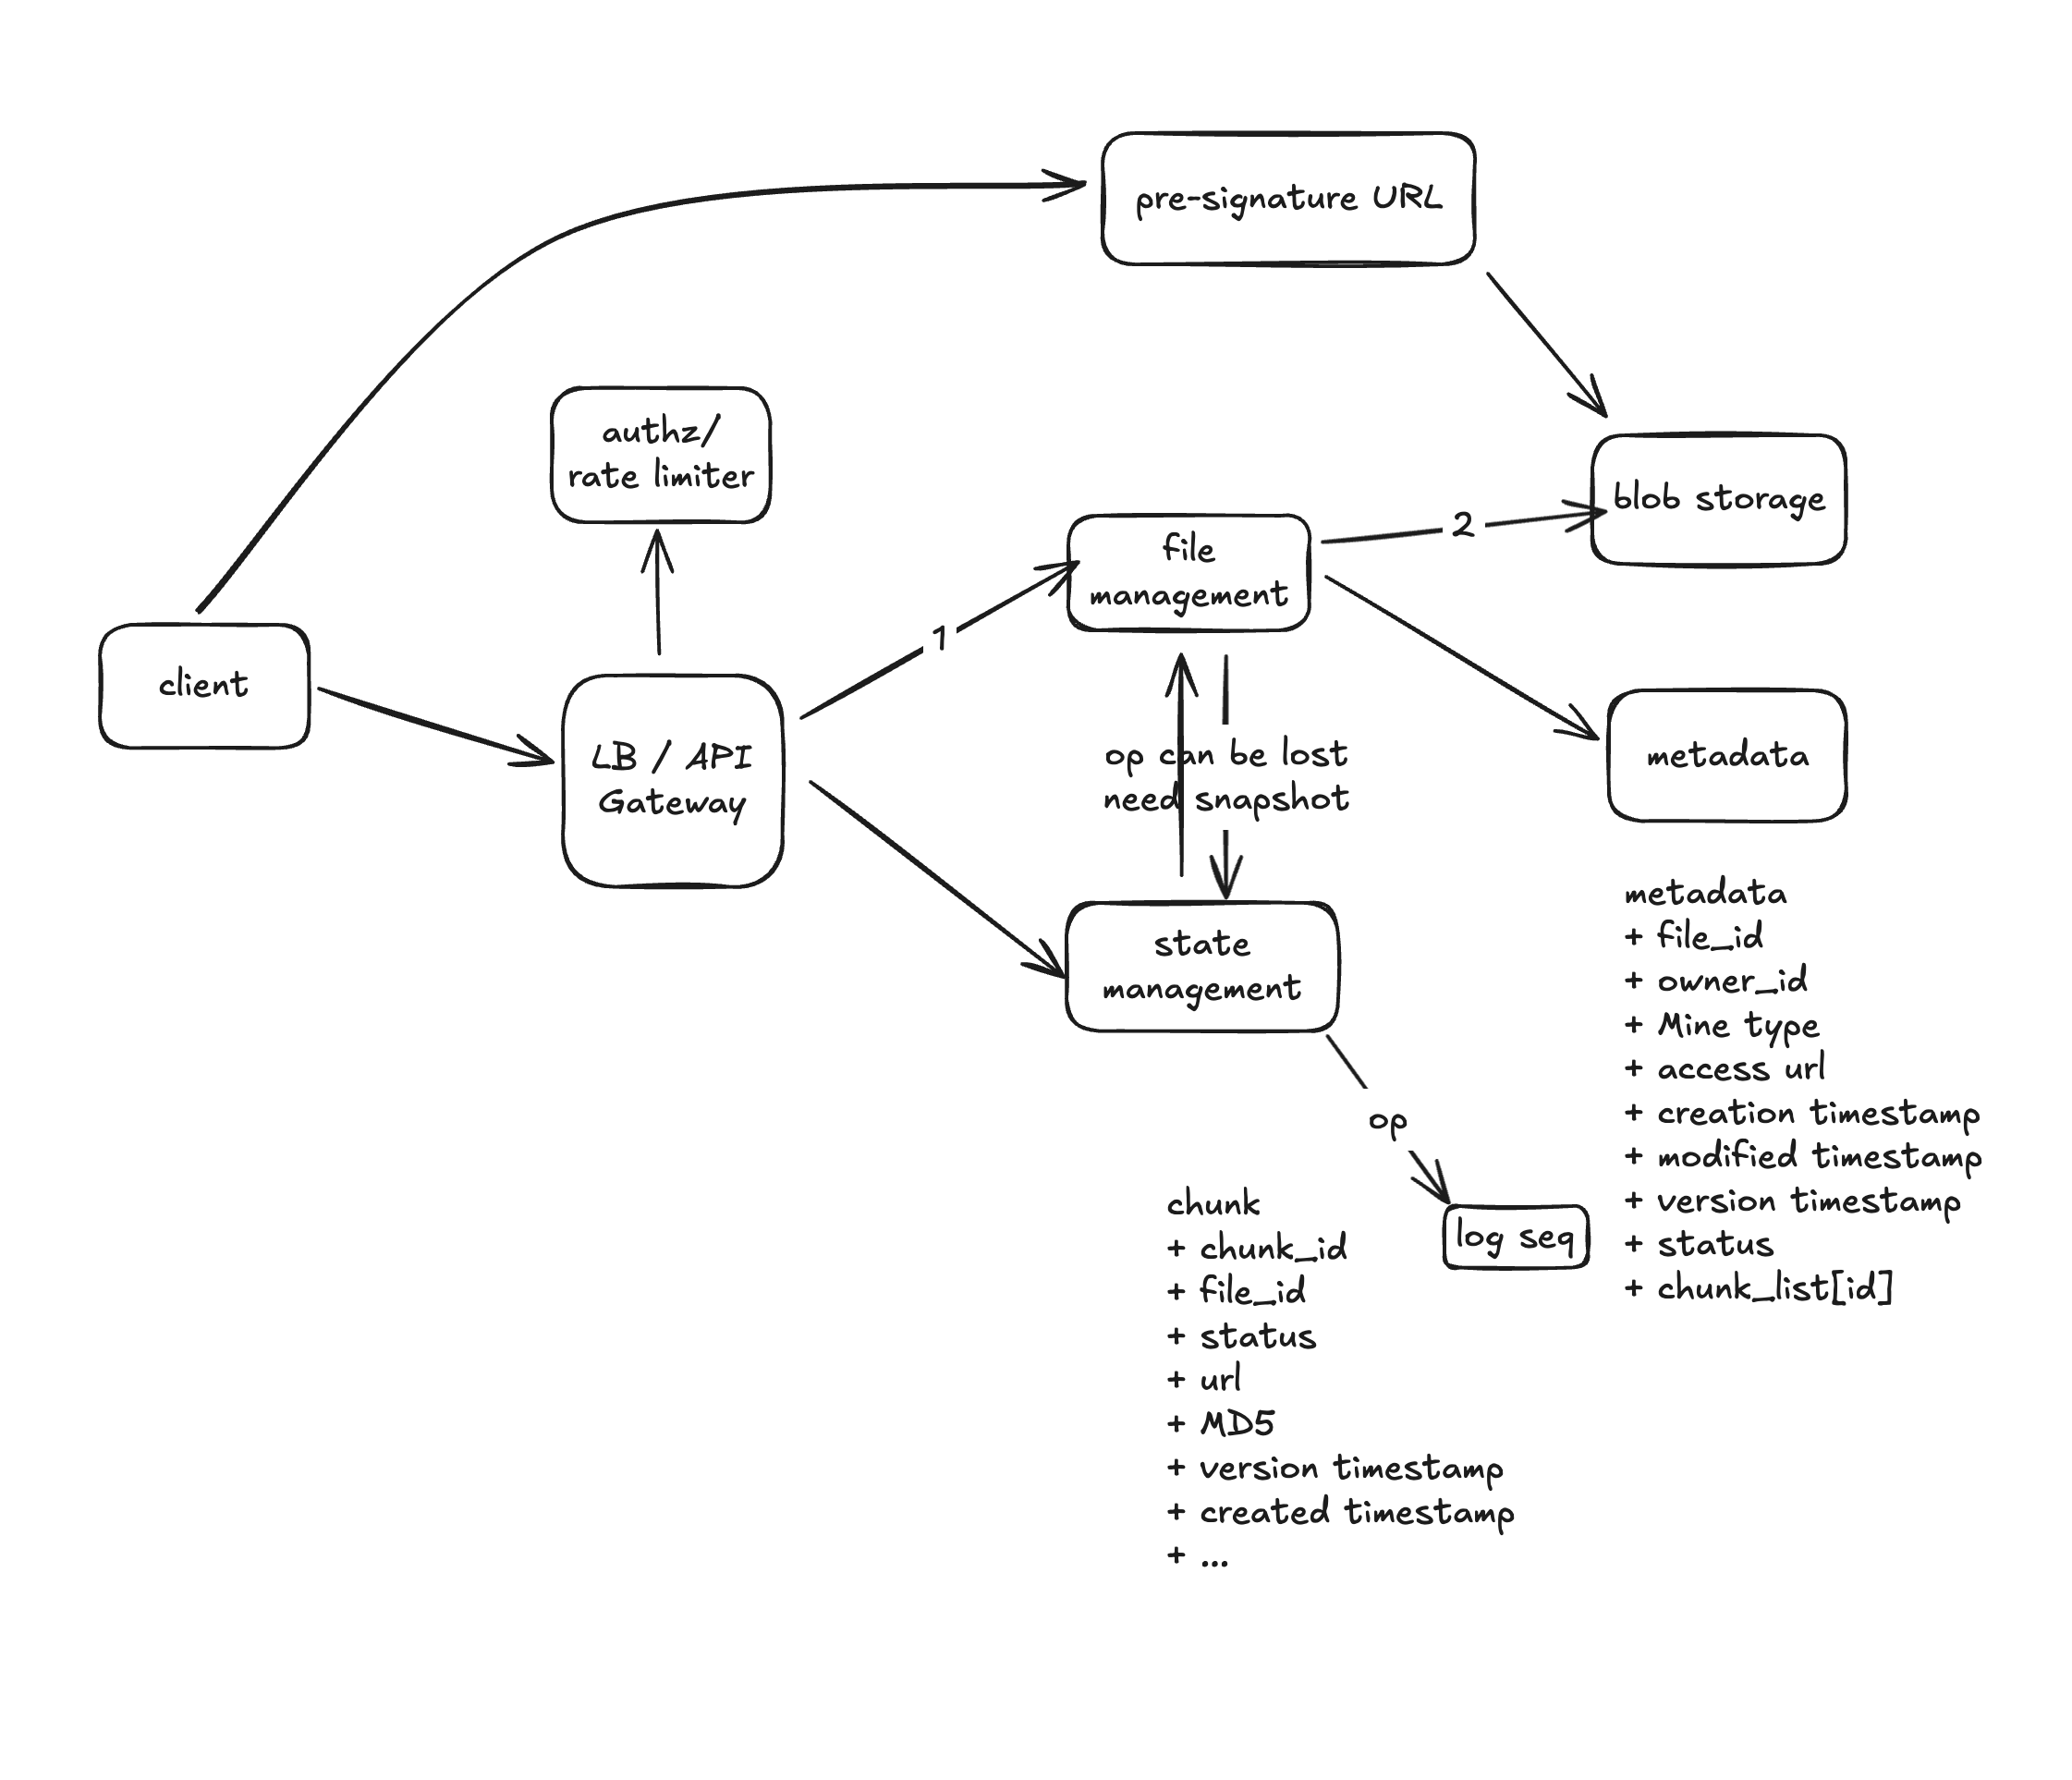 pre-signature URL
authz/
rate limiter
blob storage
file
management
2
1
client
LB / API
Gateway
op can be lost
need snapshot
metadata
state
management
op
log seq
metadata
+ file_id
+ owner_id
+ Mine type
+ access url
+ creation timestamp
+ modified timestamp
+ version timestamp
+ status
+ chunk_list[id]
chunk
+ chunk_id
+ file_id
+ status
+ url
+ MD5
+ version timestamp
+ created timestamp
+ ...